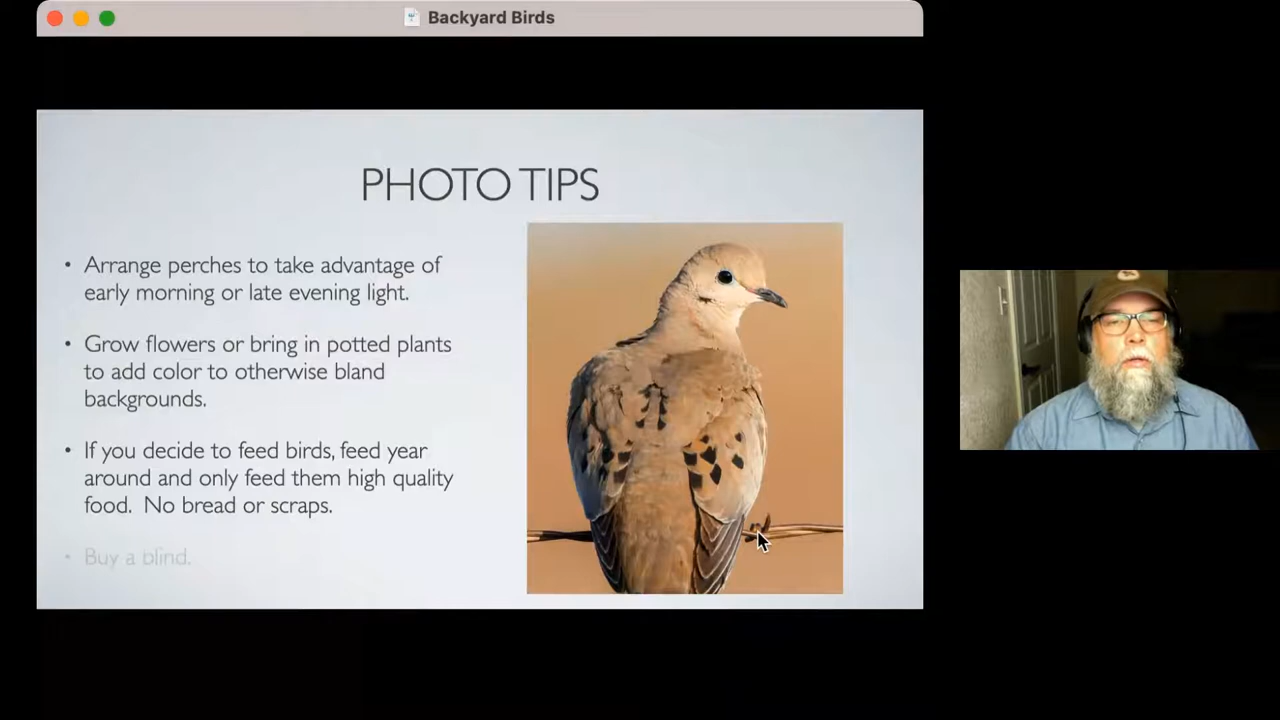 Backyard Birds
PHOTO TIPS
• Arrange perches to take advantage of
early morning or late evening light.
• Grow flowers or bring in potted plants
to add color to otherwise bland
backgrounds.
• If you decide to feed birds, feed year
around and only feed them high quality
food.  No bread or scraps.
• Buy a blind.